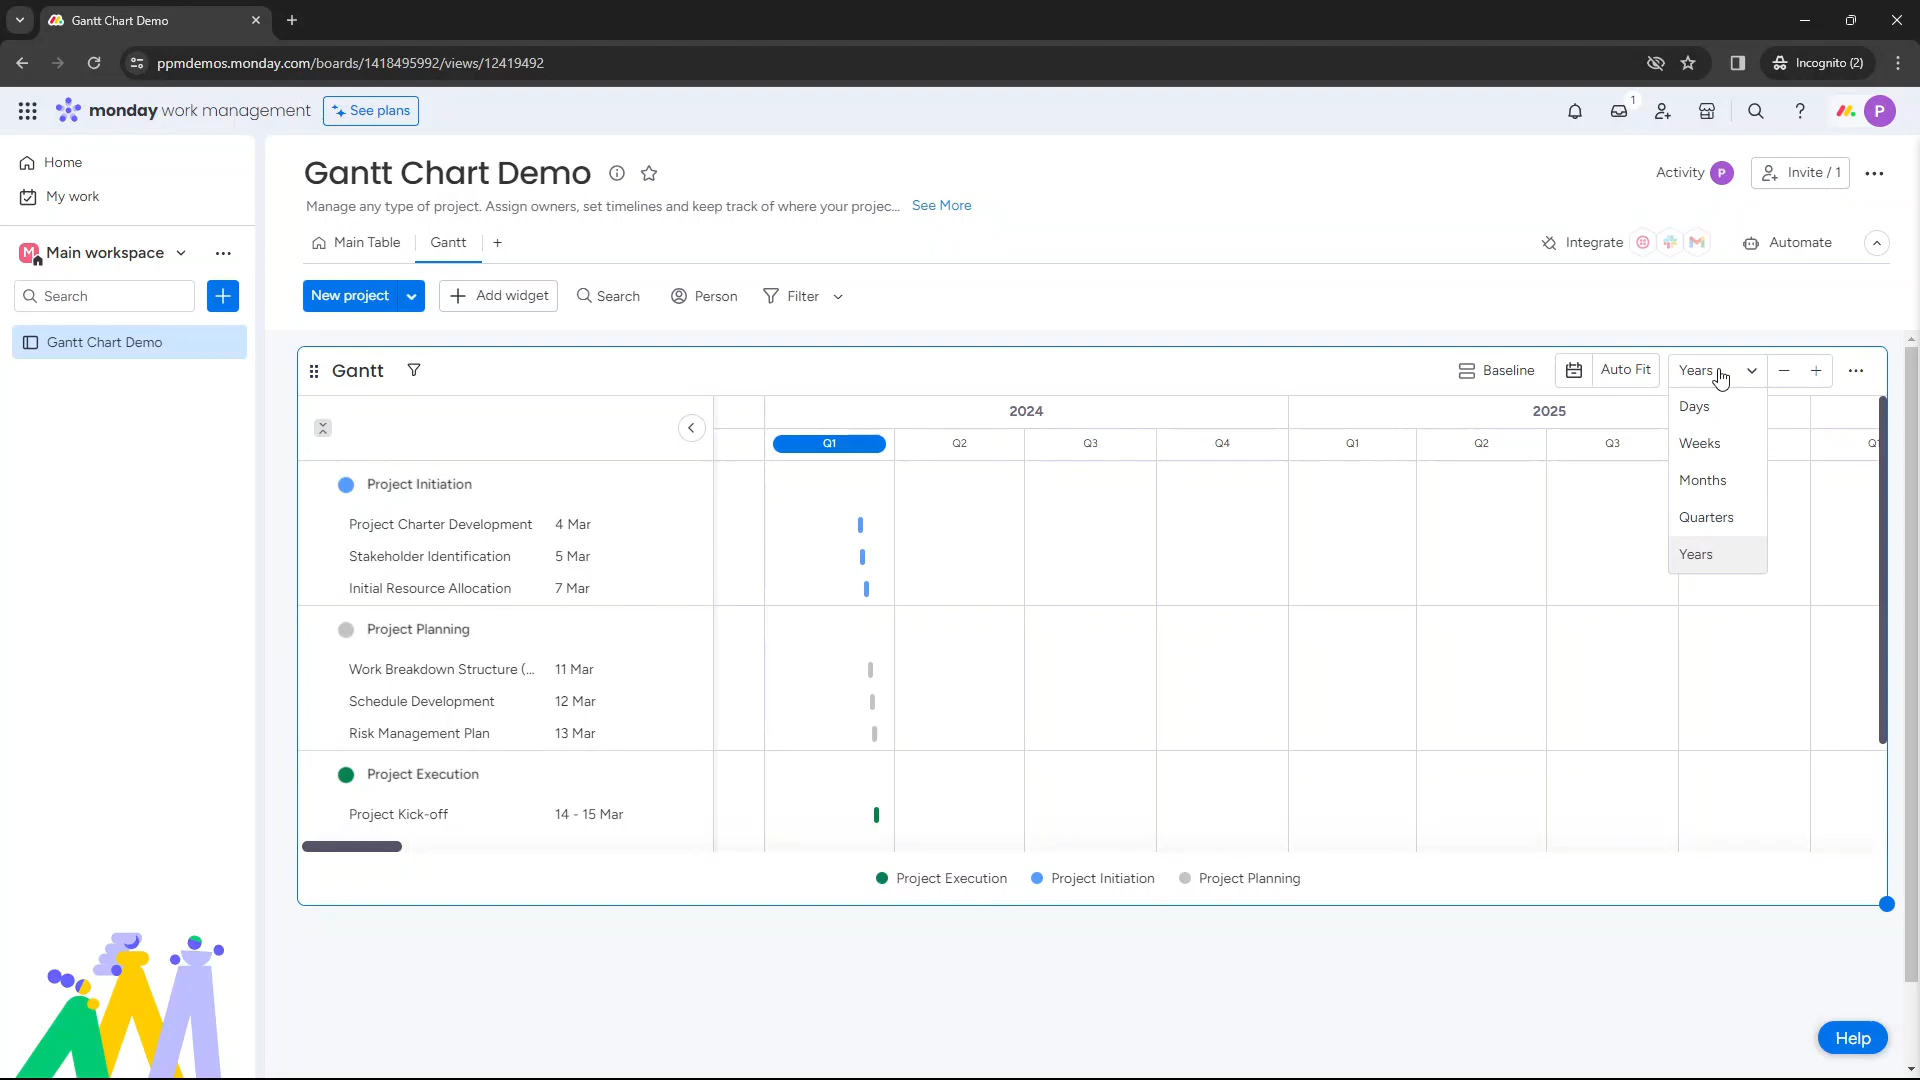 Gantt Chart Demo
ppmdemos.monday.com/boards/1418495992/views/12419492
Incognito (2)
monday work management
See plans
1
P
Home
My work
M
Main workspace
Search
Gantt Chart Demo
Gantt Chart Demo
Activity
P
Invite / 1
Manage any type of project. Assign owners, set timelines and keep track of where your projec...
See More
Main Table
Gantt
Integrate
Automate
New project
Add widget
Search
Person
Filter
Gantt
Baseline
Auto Fit
Years
Days
Weeks
Months
Quarters
Years
2024
2025
Q1
Q2
Q3
Q4
Q1
Q2
Q3
Q1
Project Initiation
Project Charter Development 4 Mar
Stakeholder Identification 5 Mar
Initial Resource Allocation 7 Mar
Project Planning
Work Breakdown Structure (... 11 Mar
Schedule Development 12 Mar
Risk Management Plan 13 Mar
Project Execution
Project Kick-off 14 - 15 Mar
Project Execution
Project Initiation
Project Planning
Help